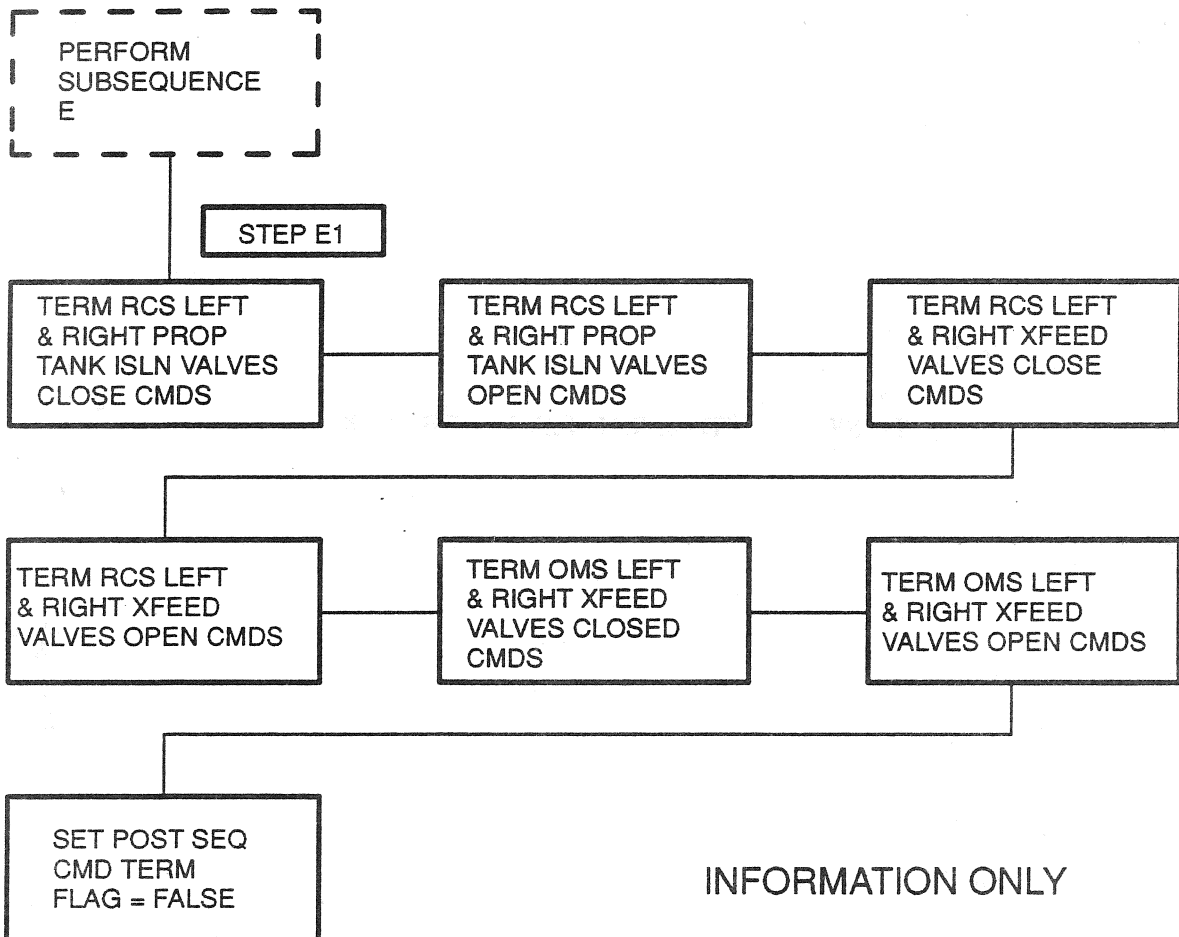 PERFORM
SUBSEQUENCE
E
STEP E1
TERM RCS LEFT
& RIGHT PROP
TANK ISLN VALVES
CLOSE CMDS
TERM RCS LEFT
& RIGHT PROP
TANK ISLN VALVES
OPEN CMDS
TERM RCS LEFT
& RIGHT XFEED
VALVES CLOSE
CMDS
TERM RCS LEFT
& RIGHT XFEED
VALVES OPEN CMDS
TERM OMS LEFT
& RIGHT XFEED
VALVES CLOSED
CMDS
TERM OMS LEFT
& RIGHT XFEED
VALVES OPEN CMDS
SET POST SEQ
CMD TERM
FLAG = FALSE
INFORMATION ONLY